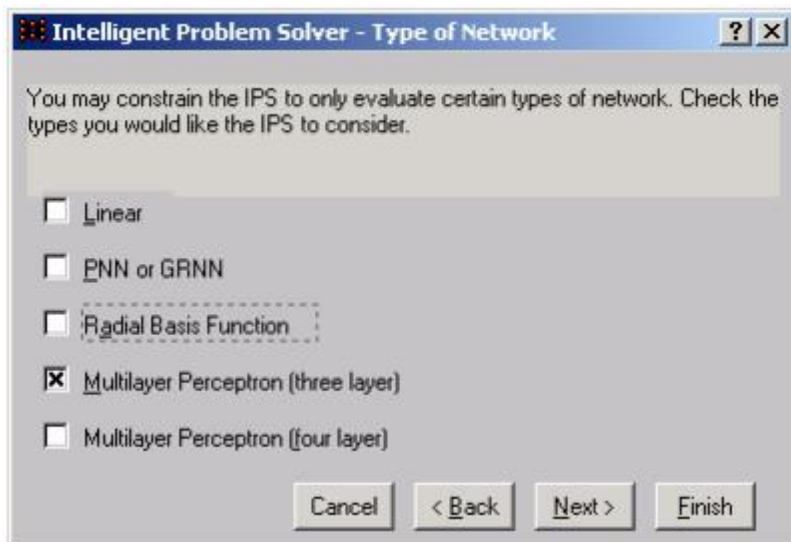 Intelligent Problem Solver - Type of Network
You may constrain the IPS to only evaluate certain types of network. Check the
types you would like the IPS to consider.
Linear
PNN or GRNN
Radial Basis Function
Multilayer Perceptron (three layer)
Multilayer Perceptron (four layer)
Cancel < Back Next > Finish